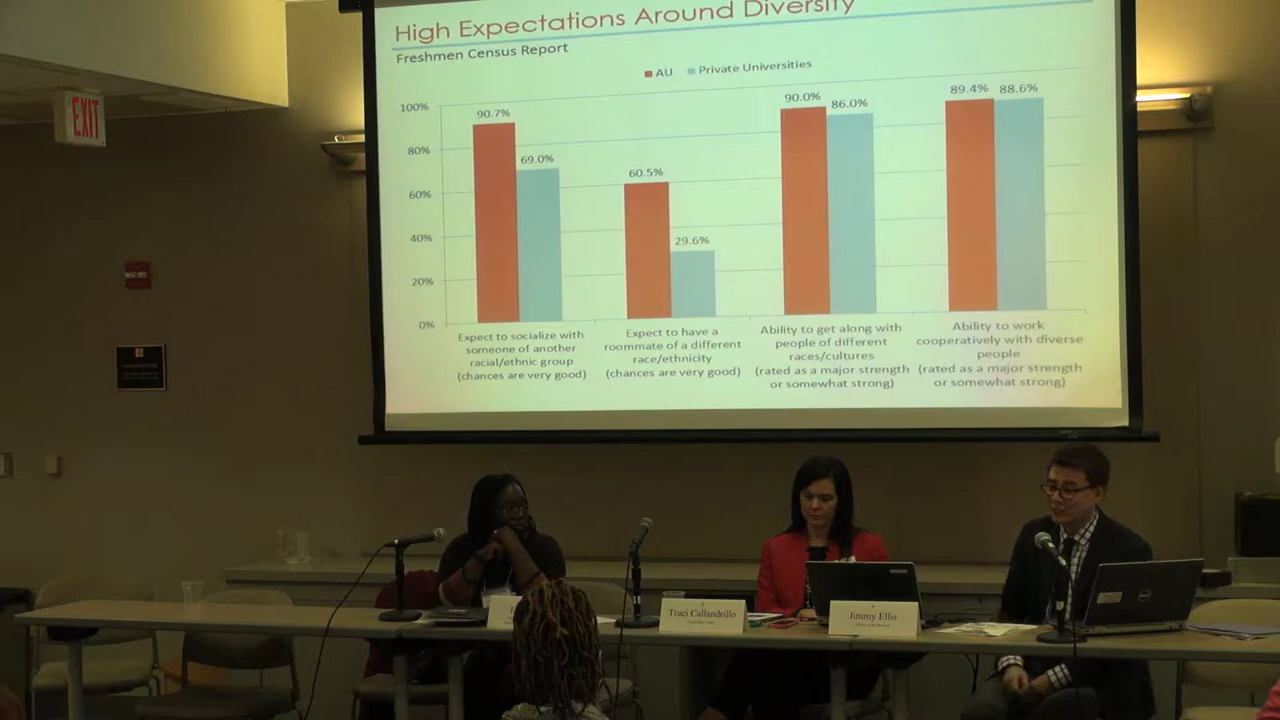 High Expectations Around Diversity
Freshmen Census Report
AU Private Universities
100%
80%
60%
40%
20%
0%
90.7%
69.0%
60.5%
29.6%
90.0%
86.0%
89.4%
88.6%
Expect to socialize with
someone of another
racial/ethnic group
(chances are very good)
Expect to have a
roommate of a different
race/ethnicity
(chances are very good)
Ability to get along with
people of different
races/cultures
(rated as a major strength
or somewhat strong)
Ability to work
cooperatively with diverse
people
(rated as a major strength
or somewhat strong)
EXIT
Traci Callandrillo
Jimmy Ellis